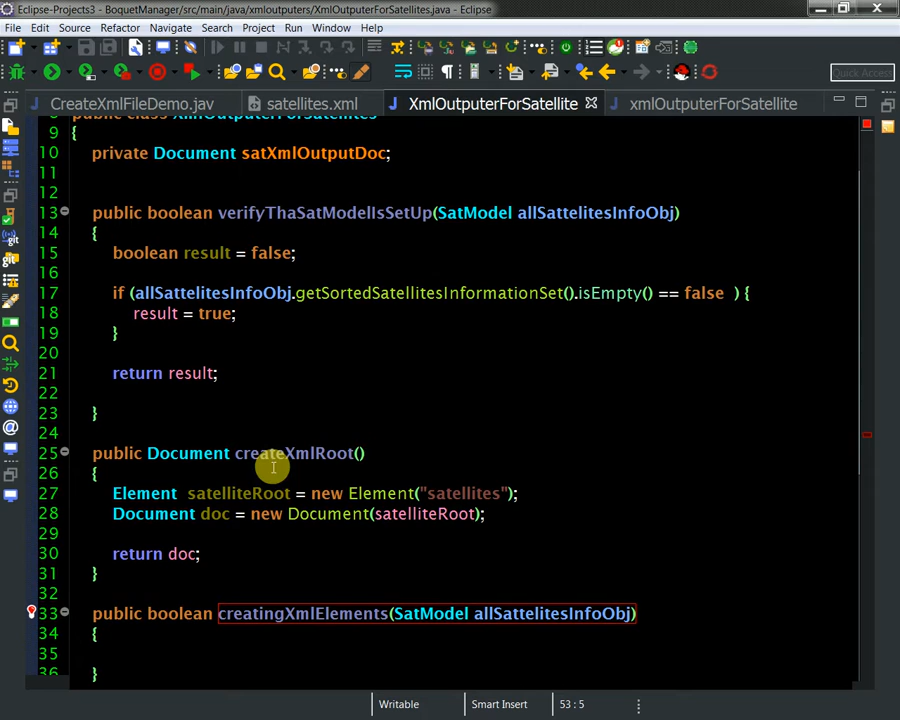 Eclipse-Projects3 - BoquetManager/src/main/java/xmloutputers/XmlOutputerForSatellites.java - Eclipse
File Edit Source Refactor Navigate Search Project Run Window Help
Quick Access
CreateXmlFileDemo.jav satellites.xml XmlOutputerForSatellite xmlOutputerForSatellite
9 {
10 private Document satXmlOutputDoc;
11
12
13 public boolean verifyThaSatModelIsSetUp(SatModel allSattelitesInfoObj)
14 {
15 boolean result = false;
16
17 if (allSattelitesInfoObj.getSortedSatellitesInformationSet().isEmpty() == false ) {
18 result = true;
19 }
20
21 return result;
22
23 }
24
25 public Document createXmlRoot()
26 {
27 Element satelliteRoot = new Element("satellites");
28 Document doc = new Document(satelliteRoot);
29
30 return doc;
31 }
32
33 public boolean creatingXmlElements(SatModel allSattelitesInfoObj)
34 {
35
36 }
Writable Smart Insert 53 : 5